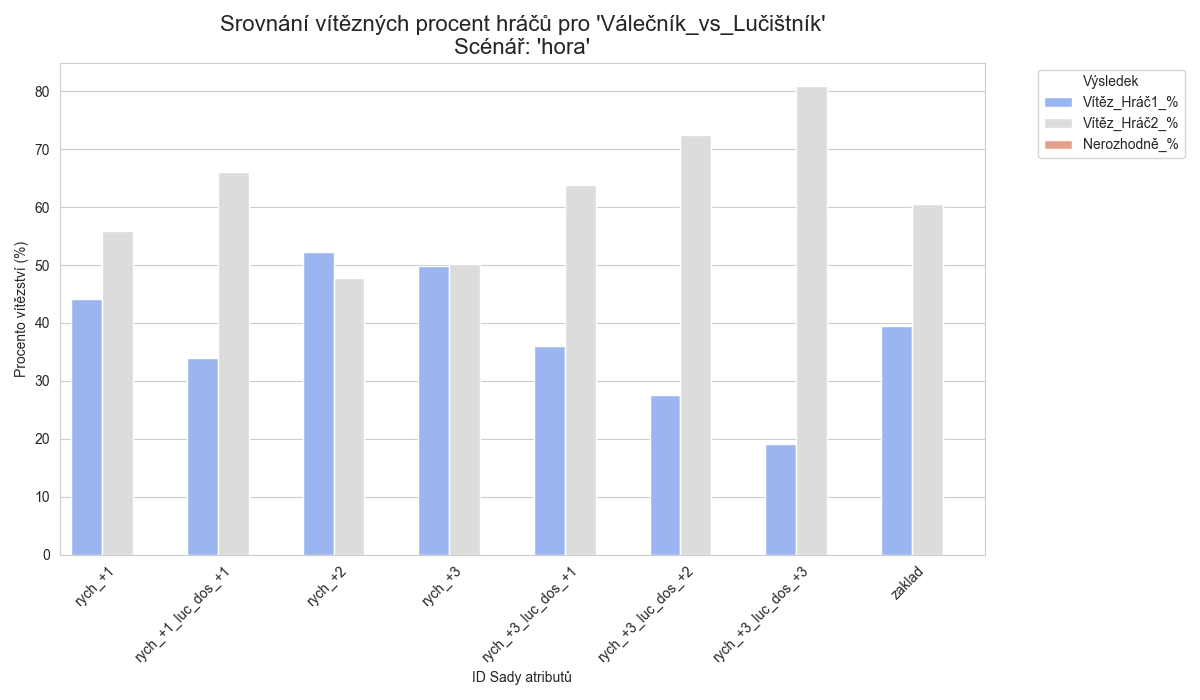 Srovnání vítězných procent hráčů pro 'Válečník_vs_Lučištník'
Scénář: 'hora'
Výsledek
Vítěz_Hráč1_%
Vítěz_Hráč2_%
Nerozhodně_%
Procento vítězství (%)
80
70
60
50
40
30
20
10
0
rych_+1
rych_+1_luc_dos_+1
rych_+2
rych_+3
rych_+3_luc_dos_+1
rych_+3_luc_dos_+2
rych_+3_luc_dos_+3
zaklad
ID Sady atributů